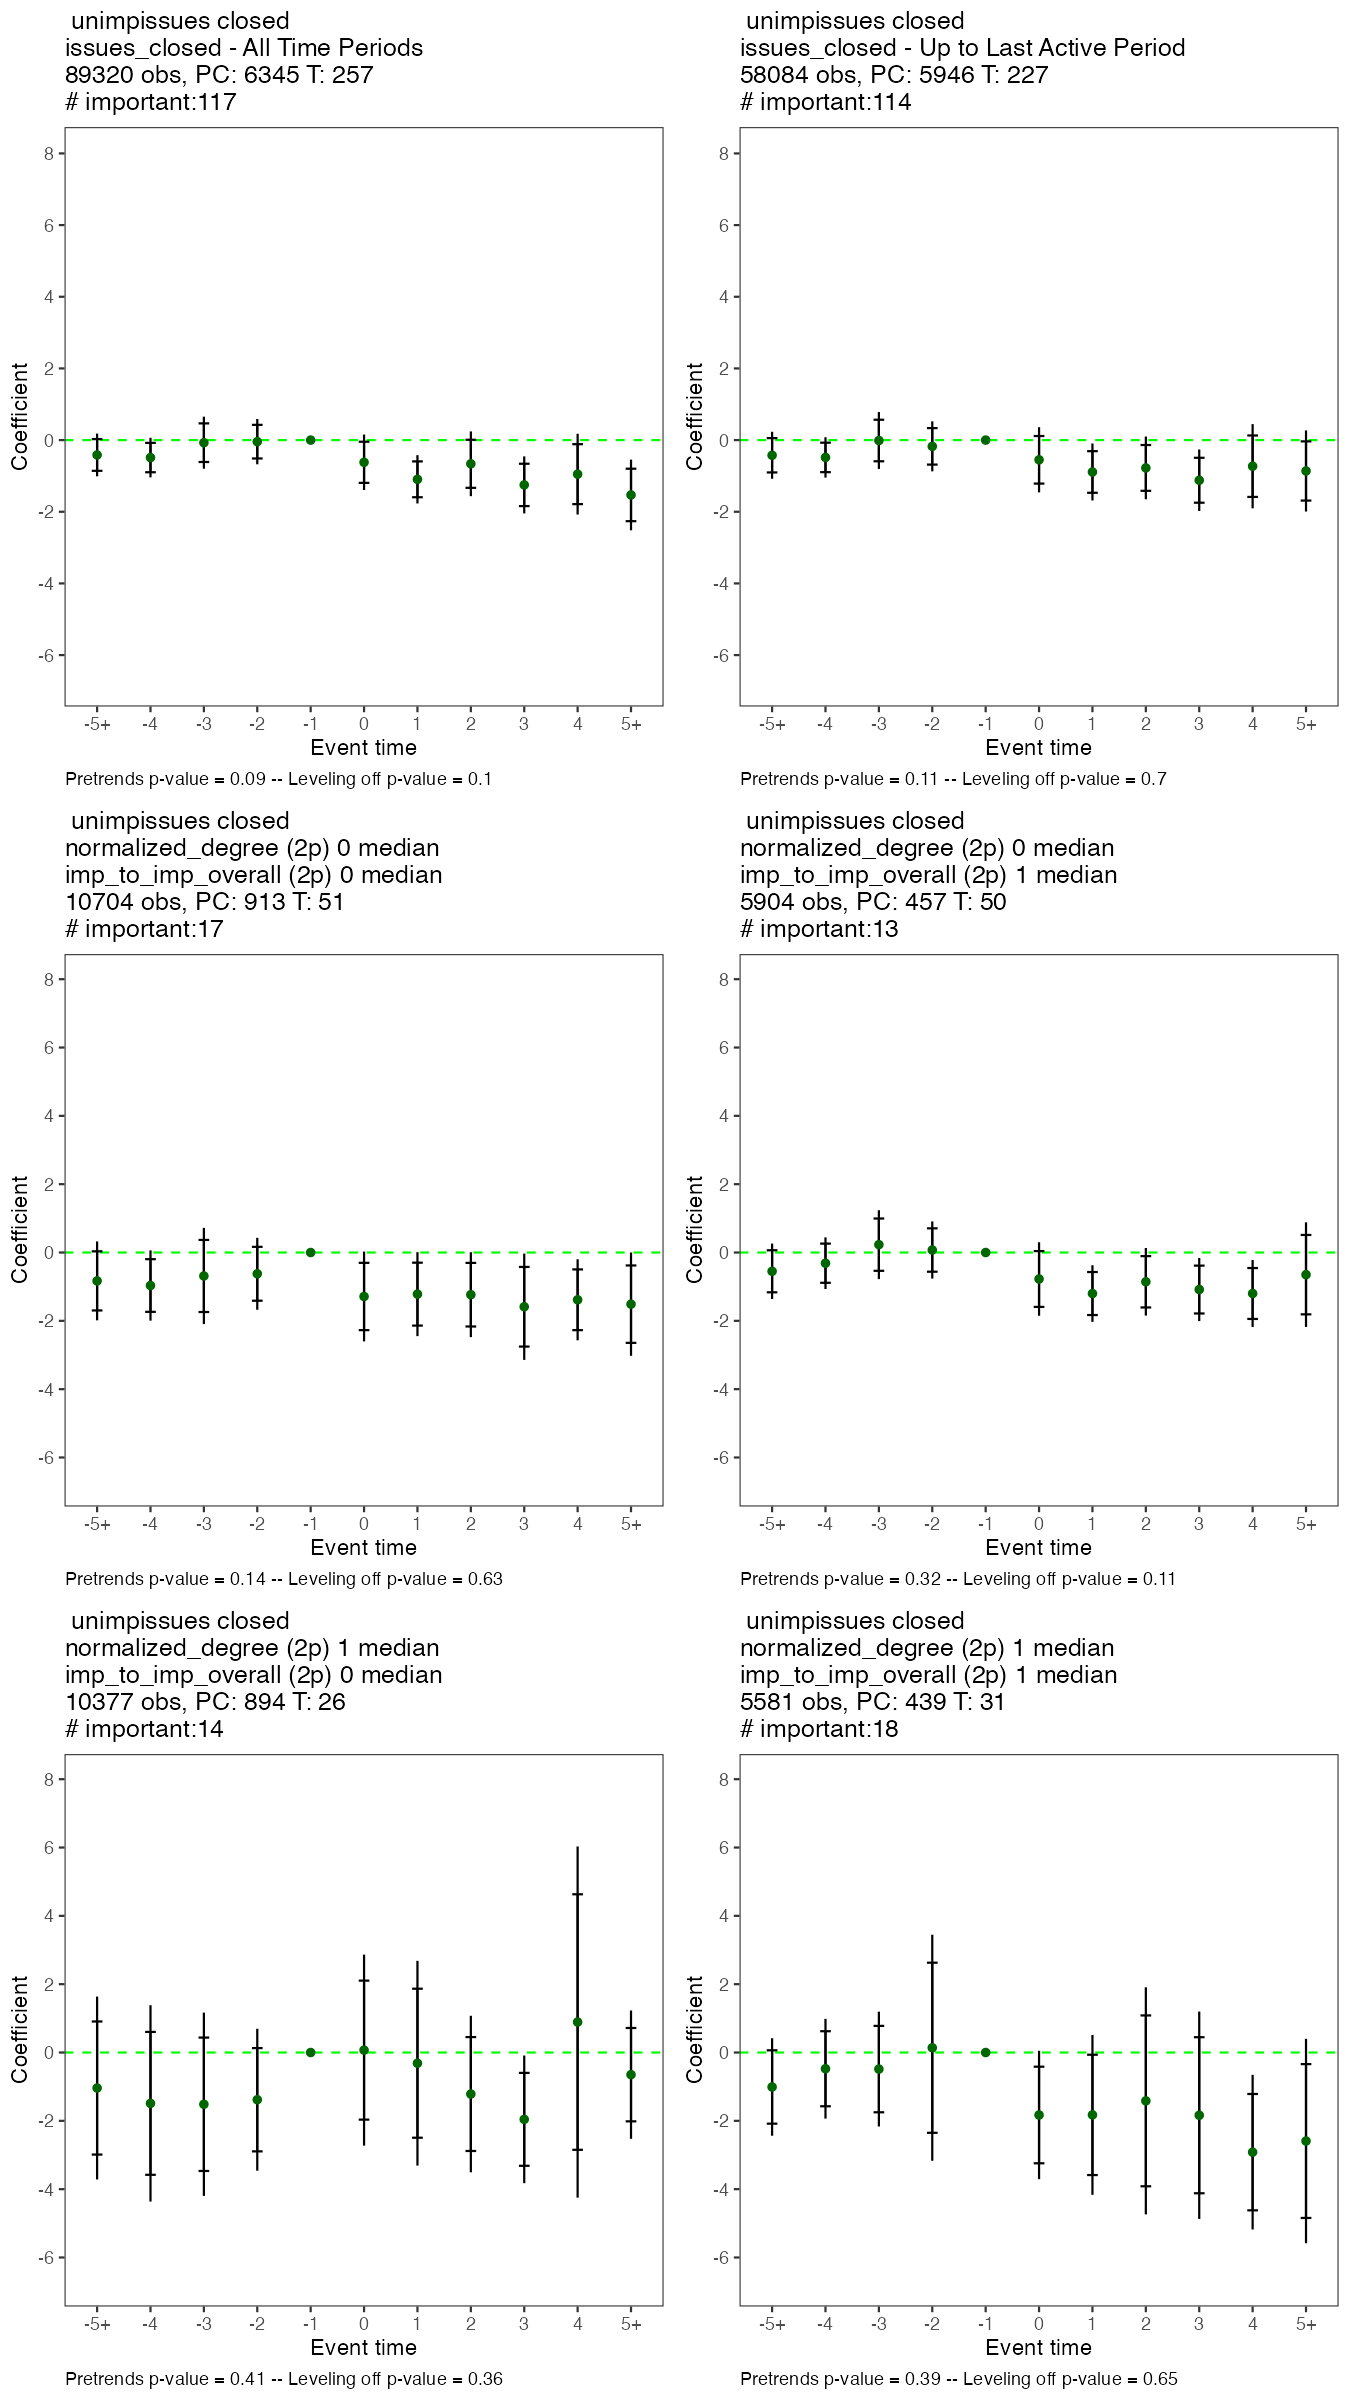 unimpissues closed
issues_closed - All Time Periods
89320 obs, PC: 6345 T: 257
# important:117
8
6
4
2
0
-2
-4
-6
Coefficient
-5+ -4 -3 -2 -1 0 1 2 3 4 5+
Event time
Pretrends p-value = 0.09 -- Leveling off p-value = 0.1
unimpissues closed
issues_closed - Up to Last Active Period
58084 obs, PC: 5946 T: 227
# important:114
8
6
4
2
0
-2
-4
-6
Coefficient
-5+ -4 -3 -2 -1 0 1 2 3 4 5+
Event time
Pretrends p-value = 0.11 -- Leveling off p-value = 0.7
unimpissues closed
normalized_degree (2p) 0 median
imp_to_imp_overall (2p) 0 median
10704 obs, PC: 913 T: 51
# important:17
8
6
4
2
0
-2
-4
-6
Coefficient
-5+ -4 -3 -2 -1 0 1 2 3 4 5+
Event time
Pretrends p-value = 0.14 -- Leveling off p-value = 0.63
unimpissues closed
normalized_degree (2p) 0 median
imp_to_imp_overall (2p) 1 median
5904 obs, PC: 457 T: 50
# important:13
8
6
4
2
0
-2
-4
-6
Coefficient
-5+ -4 -3 -2 -1 0 1 2 3 4 5+
Event time
Pretrends p-value = 0.32 -- Leveling off p-value = 0.11
unimpissues closed
normalized_degree (2p) 1 median
imp_to_imp_overall (2p) 0 median
10377 obs, PC: 894 T: 26
# important:14
8
6
4
2
0
-2
-4
-6
Coefficient
-5+ -4 -3 -2 -1 0 1 2 3 4 5+
Event time
Pretrends p-value = 0.41 -- Leveling off p-value = 0.36
unimpissues closed
normalized_degree (2p) 1 median
imp_to_imp_overall (2p) 1 median
5581 obs, PC: 439 T: 31
# important:18
8
6
4
2
0
-2
-4
-6
Coefficient
-5+ -4 -3 -2 -1 0 1 2 3 4 5+
Event time
Pretrends p-value = 0.39 -- Leveling off p-value = 0.65